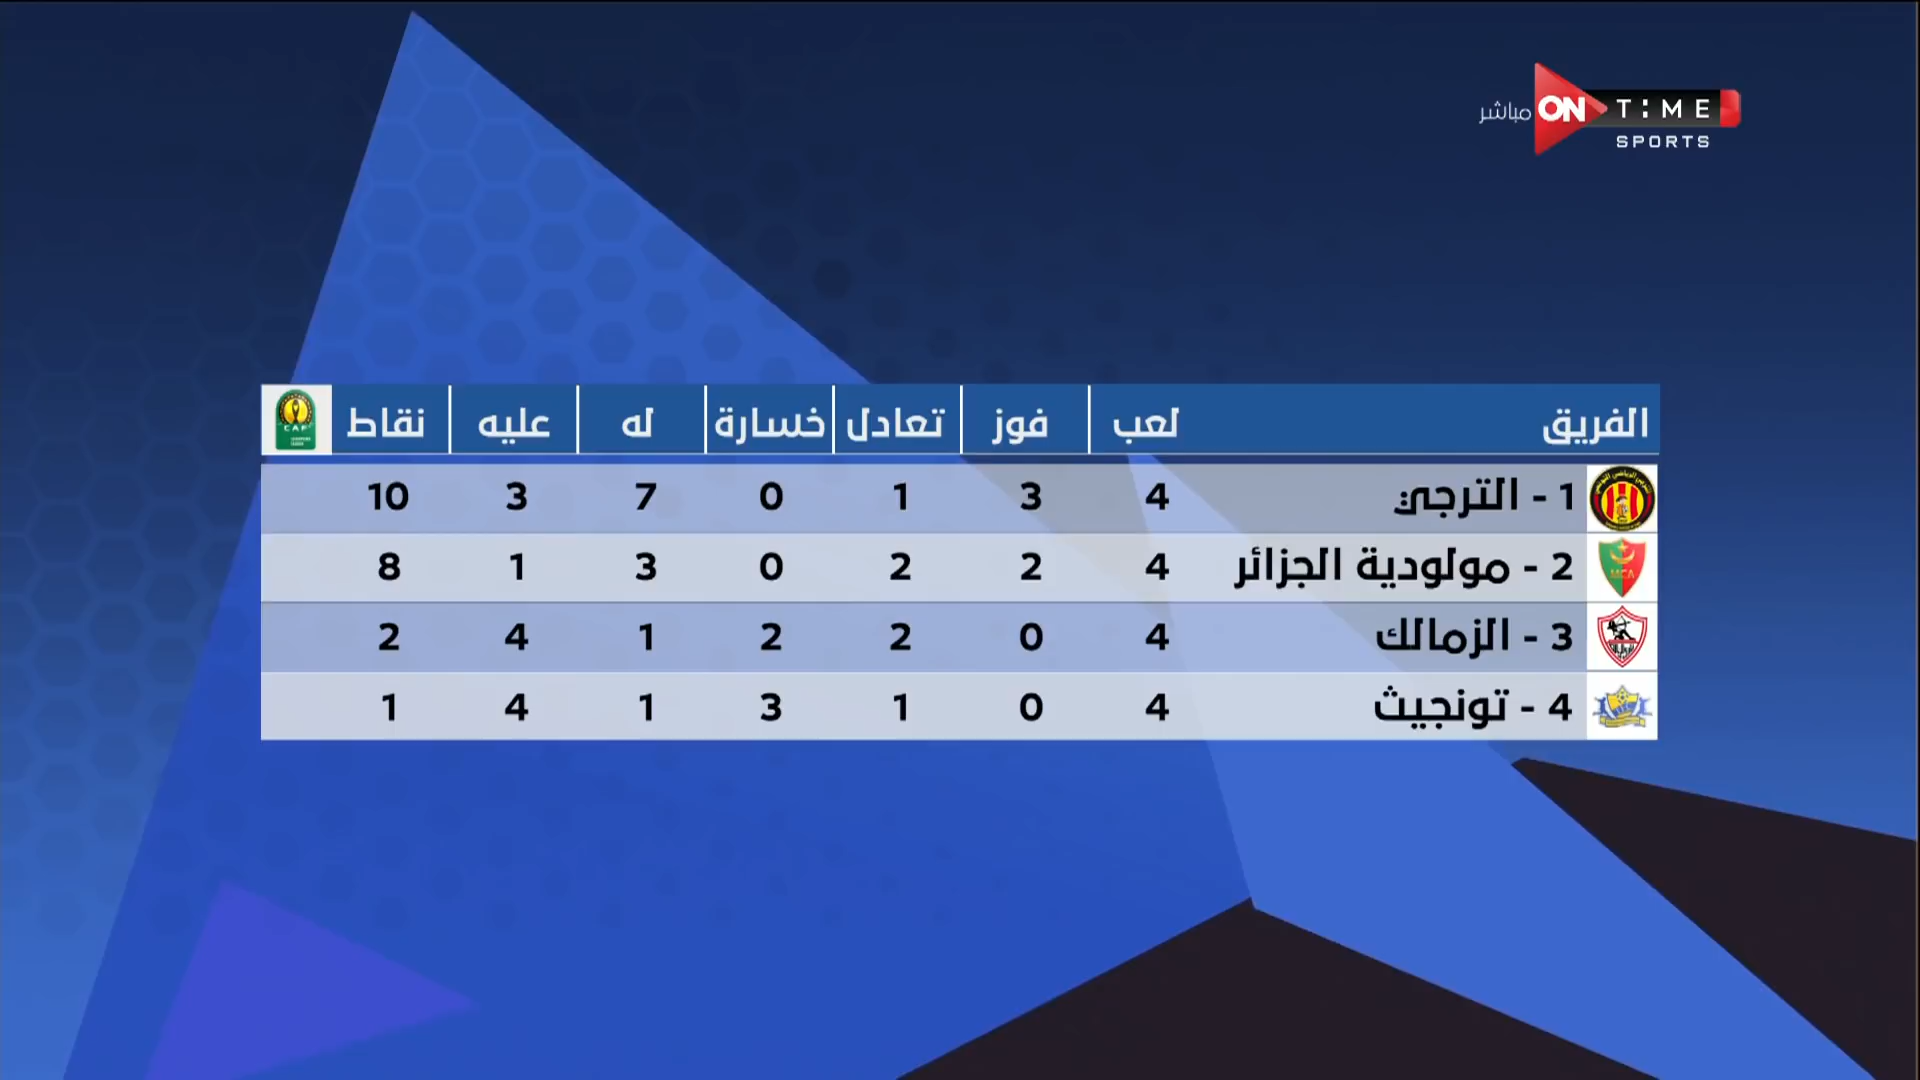 مباشر ON TIME
SPORTS
الفريق لعب فوز تعادل خسارة له عليه نقاط CAF
1 - الترجي 4 3 1 0 7 3 10
2 - مولودية الجزائر 4 2 2 0 3 1 8
3 - الزمالك 4 0 2 2 1 4 2
4 - تونجيث 4 0 1 3 1 4 1
MCA